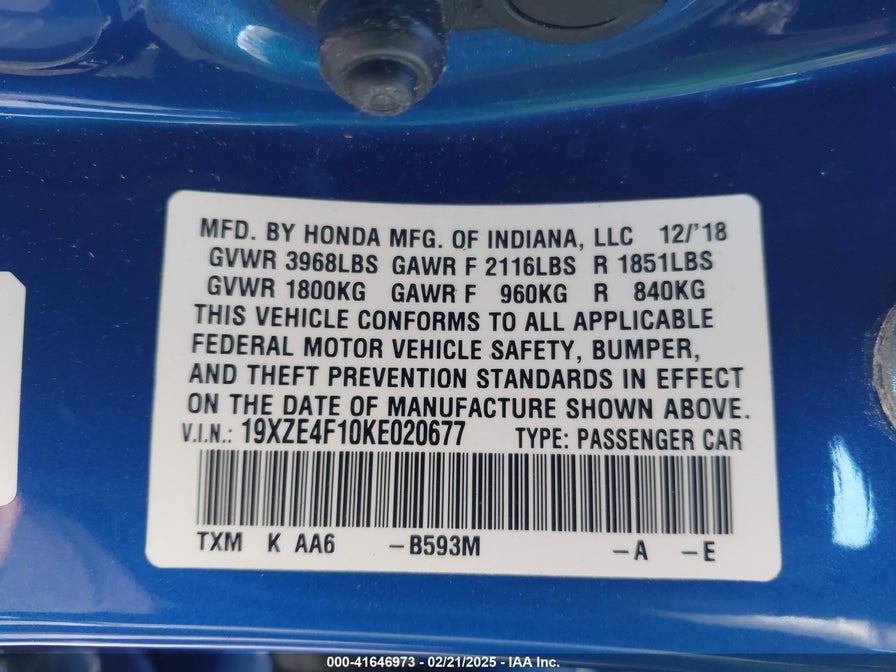 MFD. BY HONDA MFG. OF INDIANA, LLC 12/'18
GVWR 3968LBS GAWR F 2116LBS R 1851LBS
GVWR 1800KG GAWR F 960KG R 840KG
THIS VEHICLE CONFORMS TO ALL APPLICABLE
FEDERAL MOTOR VEHICLE SAFETY, BUMPER,
AND THEFT PREVENTION STANDARDS IN EFFECT
ON THE DATE OF MANUFACTURE SHOWN ABOVE.
V.I.N.: 19XZE4F10KE020677 TYPE: PASSENGER CAR
TXM K AA6 -B593M -A -E
000-41646973 - 02/21/2025 - IAA Inc.